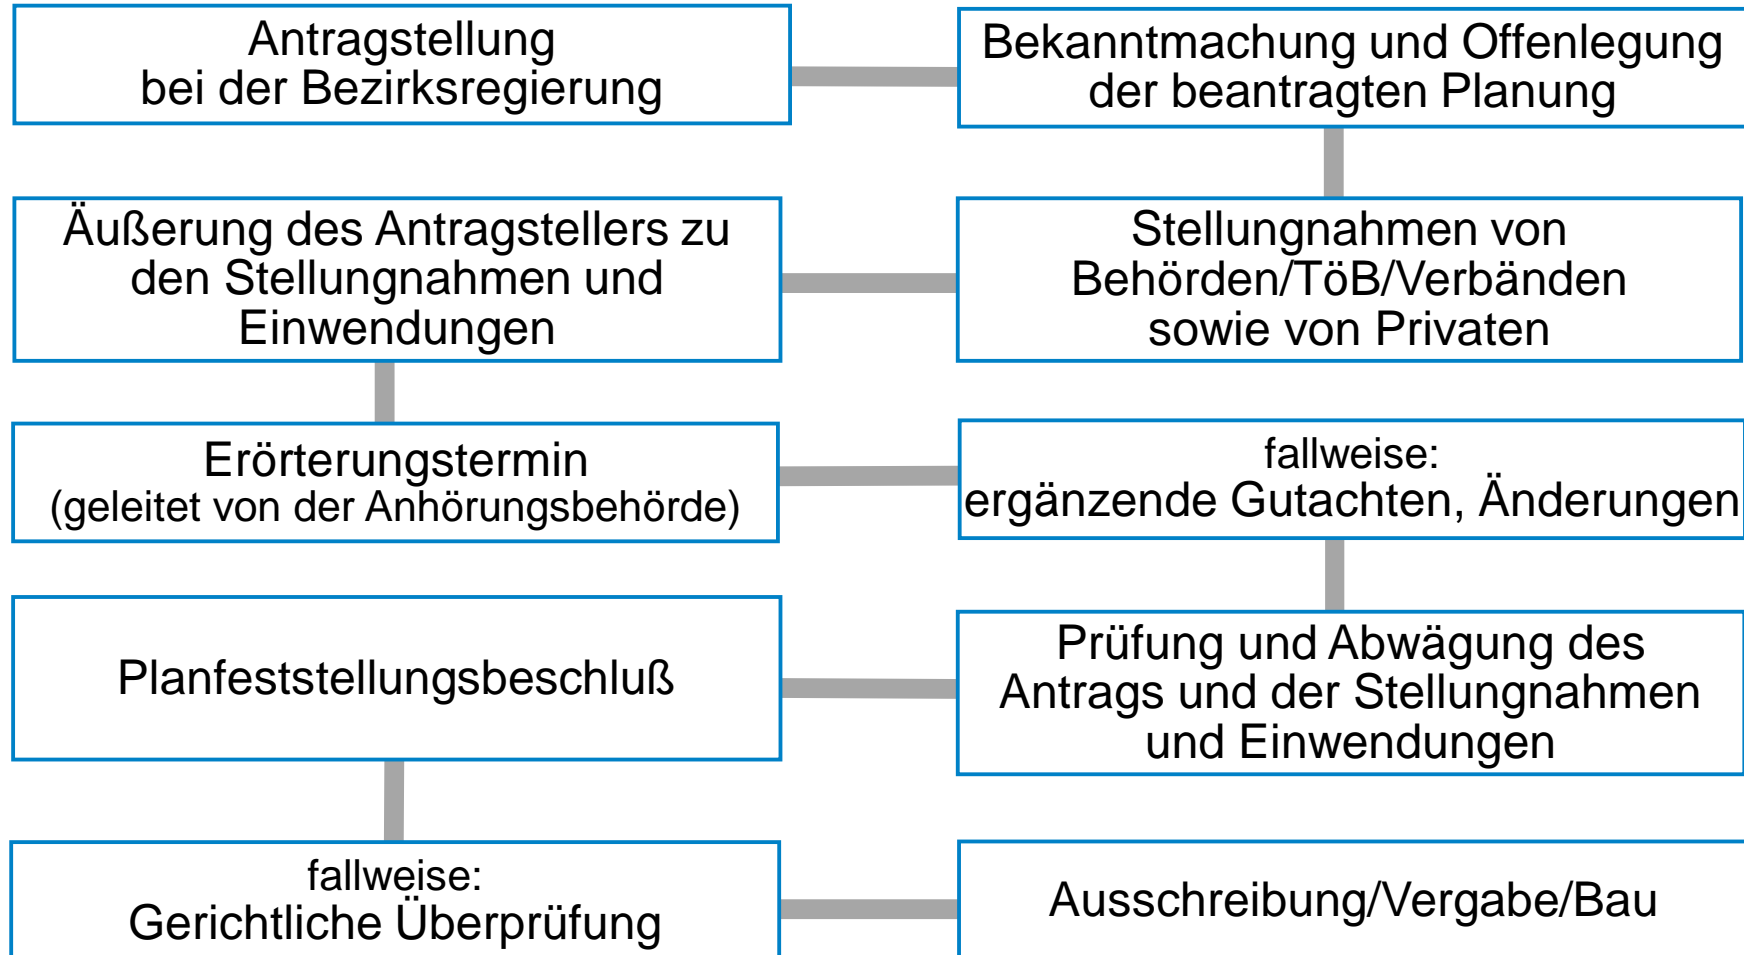 Antragstellung
bei der Bezirksregierung
Bekanntmachung und Offenlegung
der beantragten Planung
Äußerung des Antragstellers zu
den Stellungnahmen und
Einwendungen
Stellungnahmen von
Behörden/TöB/Verbänden
sowie von Privaten
Erörterungstermin
(geleitet von der Anhörungsbehörde)
fallweise:
ergänzende Gutachten, Änderungen
Planfeststellungsbeschluß
Prüfung und Abwägung des
Antrags und der Stellungnahmen
und Einwendungen
fallweise:
Gerichtliche Überprüfung
Ausschreibung/Vergabe/Bau